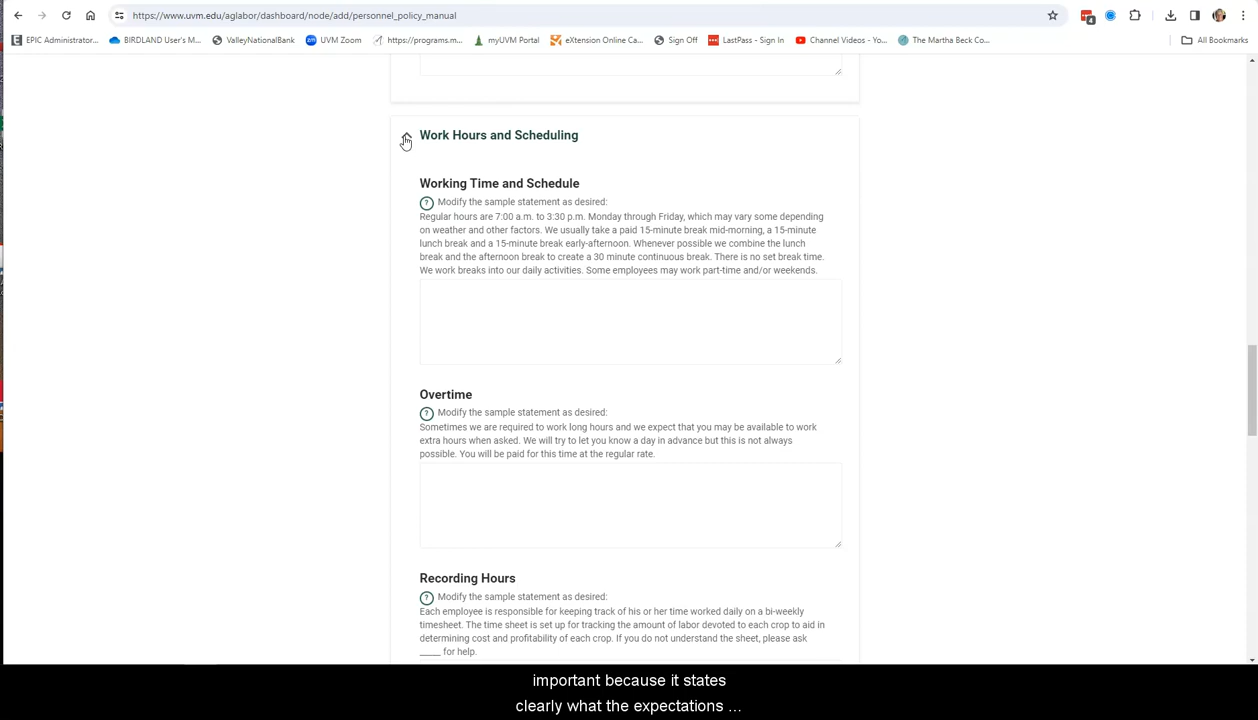 https://www.uvm.edu/aglabor/dashboard/node/add/personnel_policy_manual
4
EPIC Administrator... BIRDLAND User's M... ValleyNationalBank UVM Zoom https://programs.m... myUVM Portal eXtension Online Ca... Sign Off LastPass - Sign In Channel Videos - Yo... The Martha Beck Co... All Bookmarks
Work Hours and Scheduling
Working Time and Schedule
? Modify the sample statement as desired:
Regular hours are 7:00 a.m. to 3:30 p.m. Monday through Friday, which may vary some depending
on weather and other factors. We usually take a paid 15-minute break mid-morning, a 15-minute
lunch break and a 15-minute break early-afternoon. Whenever possible we combine the lunch
break and the afternoon break to create a 30 minute continuous break. There is no set break time.
We work breaks into our daily activities. Some employees may work part-time and/or weekends.
Overtime
? Modify the sample statement as desired:
Sometimes we are required to work long hours and we expect that you may be available to work
extra hours when asked. We will try to let you know a day in advance but this is not always
possible. You will be paid for this time at the regular rate.
Recording Hours
? Modify the sample statement as desired:
Each employee is responsible for keeping track of his or her time worked daily on a bi-weekly
timesheet. The time sheet is set up for tracking the amount of labor devoted to each crop to aid in
determining cost and profitability of each crop. If you do not understand the sheet, please ask
_____ for help.
important because it states
clearly what the expectations ...